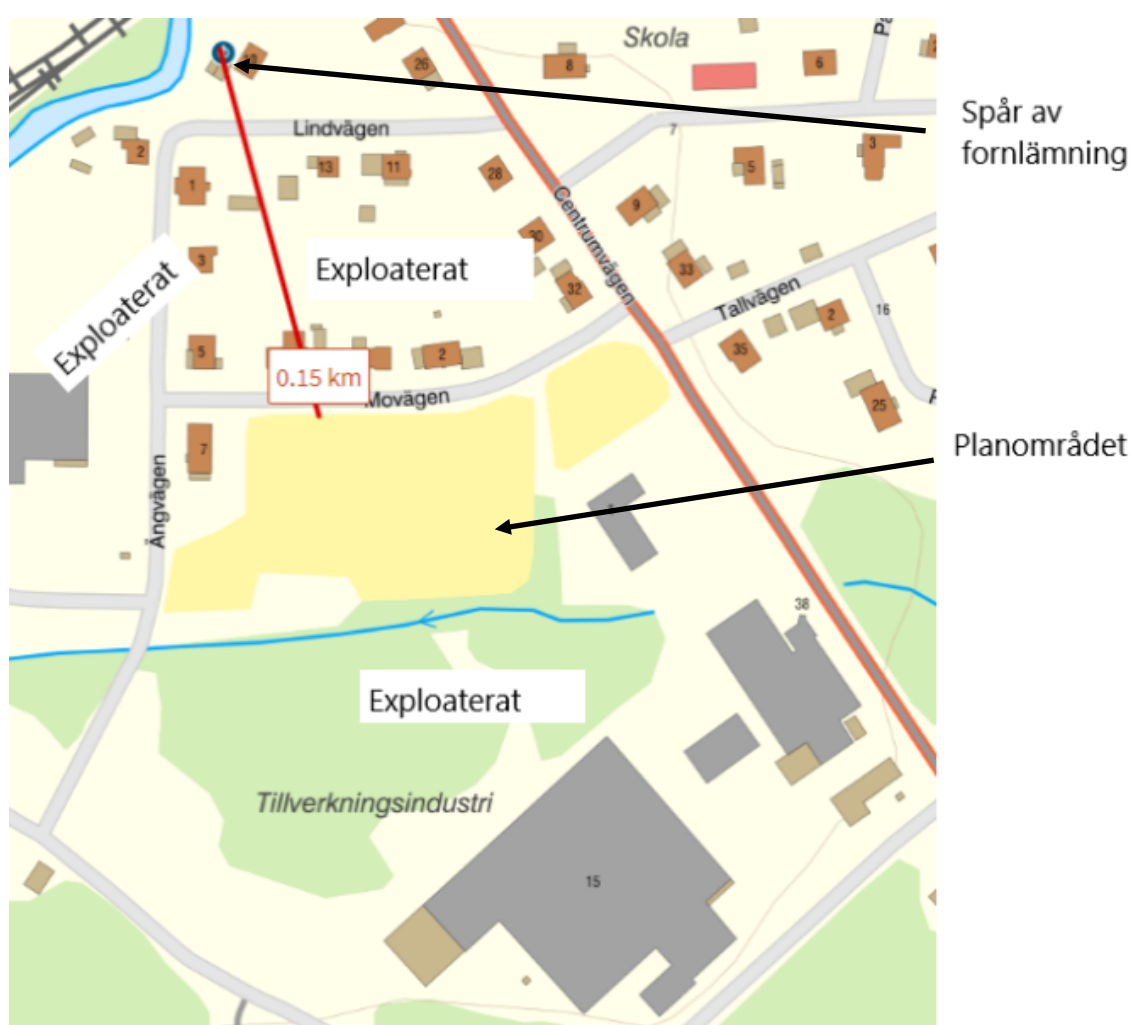 Skola
26
8
6
Spår av
fornlämning
Lindvägen
7
2
13
11
28
5
3
1
9
Centrumvägen
30
3
Exploaterat
Exploaterat
33
32
Tallvägen
2
16
5
2
35
0.15 km
Movägen
25
7
Planområdet
Ängvägen
38
Exploaterat
Tillverkningsindustri
15